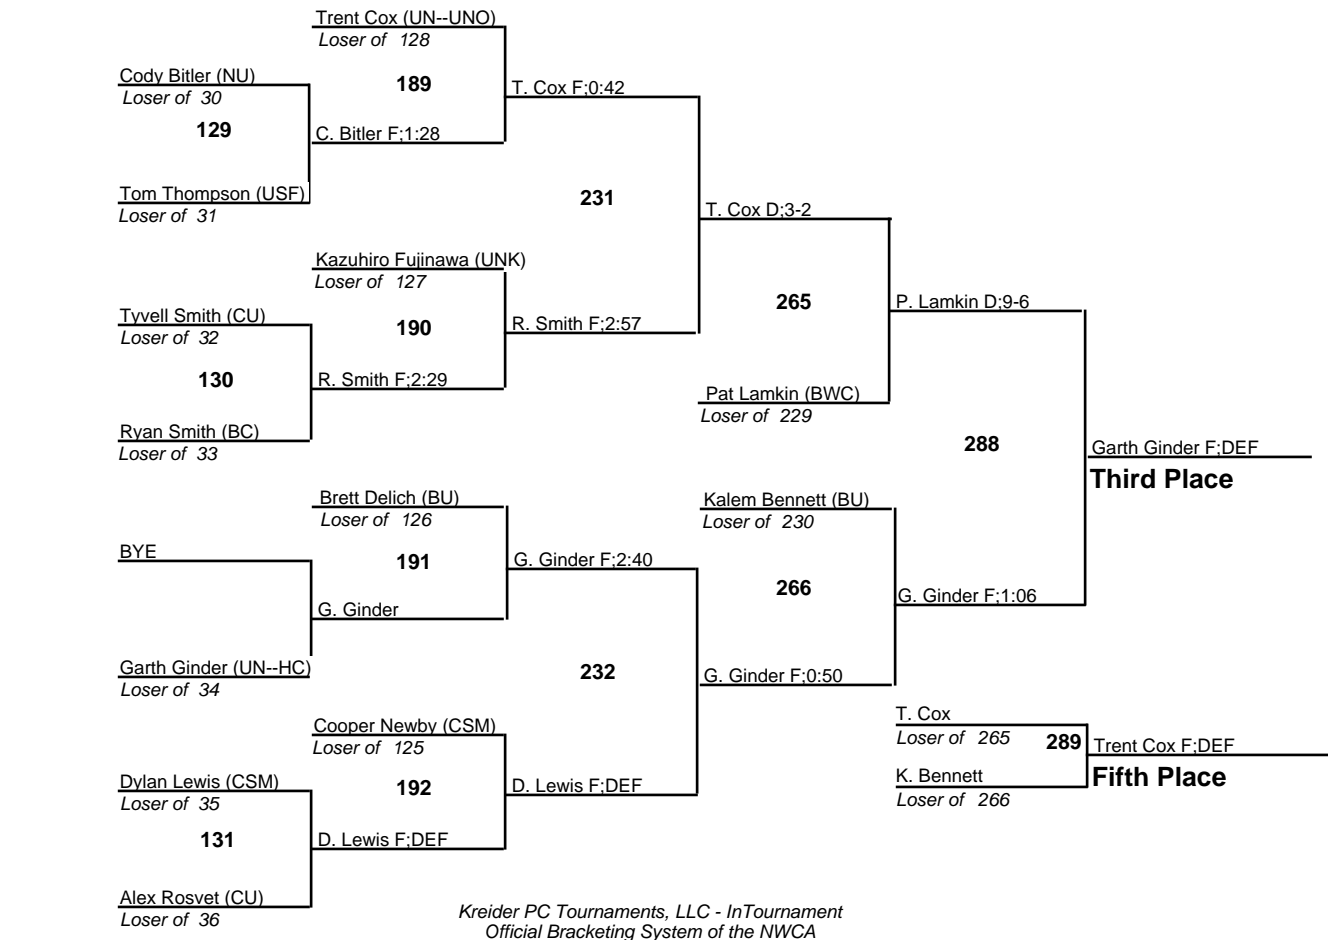 Trent Cox (UN--UNO)
Loser of 128
Cody Bitler (NU)
Loser of 30
189
T. Cox F;0:42
129
C. Bitler F;1:28
Tom Thompson (USF)
Loser of 31
231
T. Cox D;3-2
Kazuhiro Fujinawa (UNK)
Loser of 127
Tyvell Smith (CU)
Loser of 32
190
R. Smith F;2:57
265
P. Lamkin D;9-6
130
R. Smith F;2:29
Pat Lamkin (BWC)
Loser of 229
Ryan Smith (BC)
Loser of 33
288
Garth Ginder F;DEF
Third Place
Brett Delich (BU)
Loser of 126
Kalem Bennett (BU)
Loser of 230
BYE
191
G. Ginder F;2:40
266
G. Ginder F;1:06
G. Ginder
Garth Ginder (UN--HC)
Loser of 34
232
G. Ginder F;0:50
Cooper Newby (CSM)
Loser of 125
T. Cox
Loser of 265
289
Trent Cox F;DEF
Fifth Place
K. Bennett
Loser of 266
Dylan Lewis (CSM)
Loser of 35
192
D. Lewis F;DEF
131
D. Lewis F;DEF
Alex Rosvet (CU)
Loser of 36
Kreider PC Tournaments, LLC - InTournament
Official Bracketing System of the NWCA